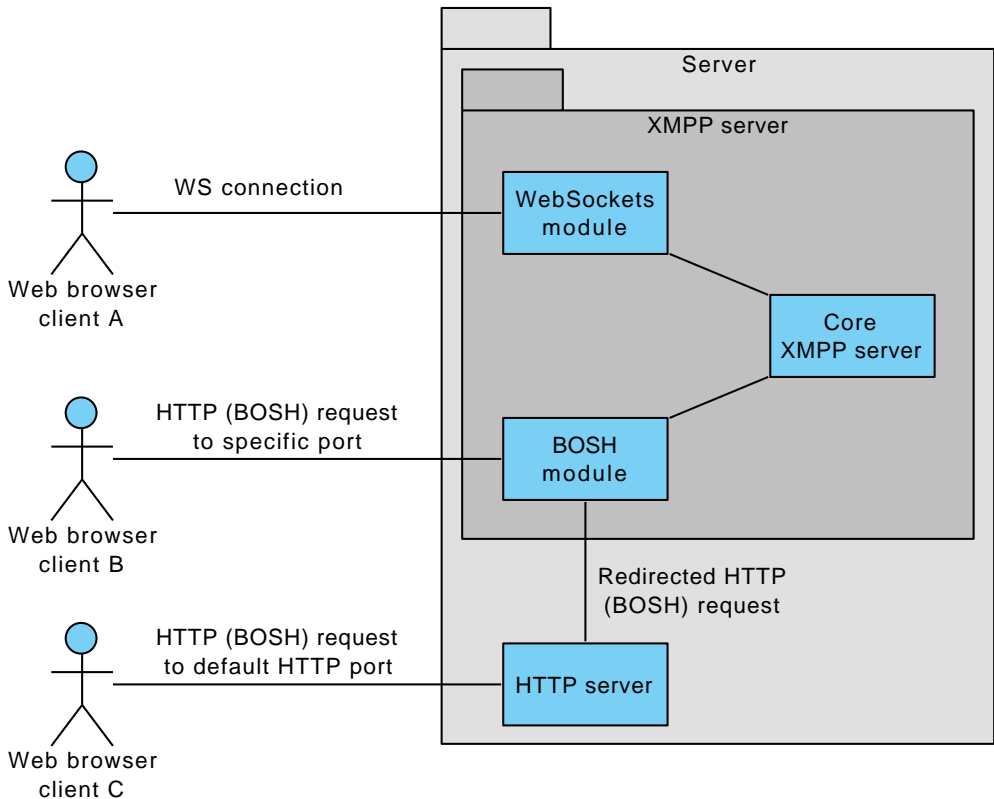 Server
XMPP server
WS connection
WebSockets
module
Web browser
client A
Core
XMPP server
HTTP (BOSH) request
to specific port
BOSH
module
Web browser
client B
Redirected HTTP
(BOSH) request
HTTP (BOSH) request
to default HTTP port
HTTP server
Web browser
client C